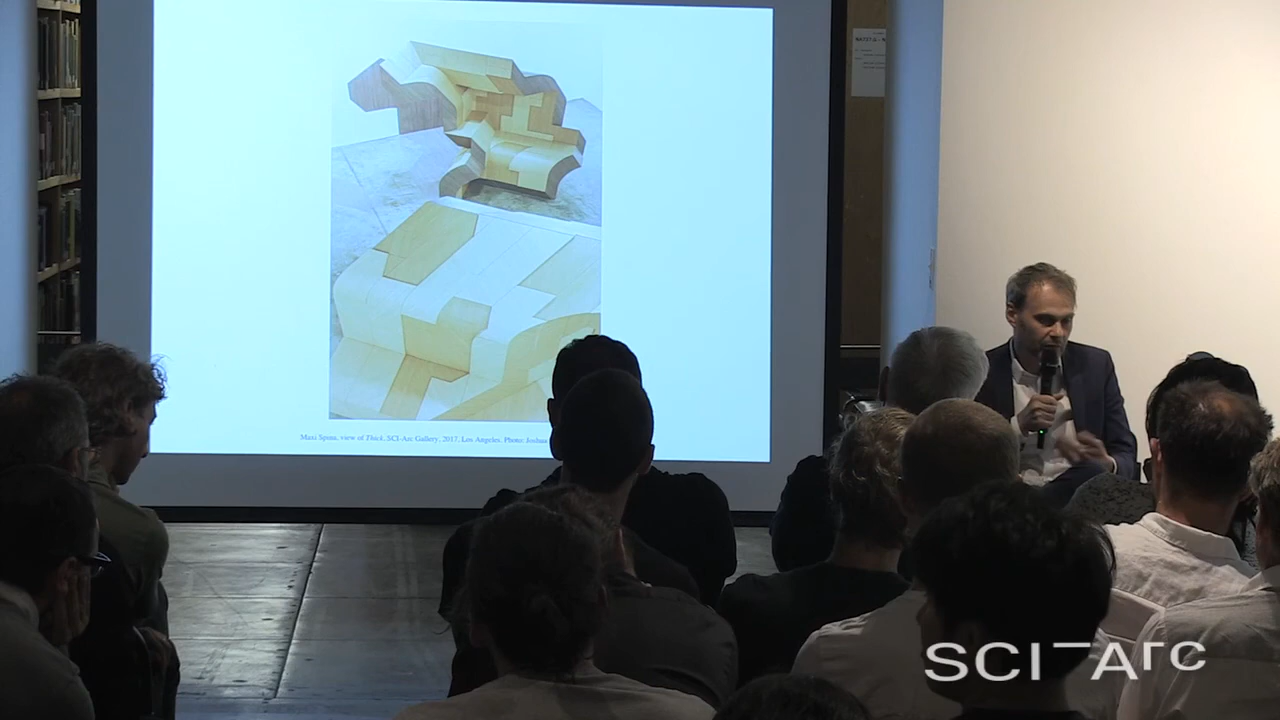 Maxi Spina, view of Thick, SCI-Arc Gallery, 2017, Los Angeles. Photo: Joshua
SCI-Arc